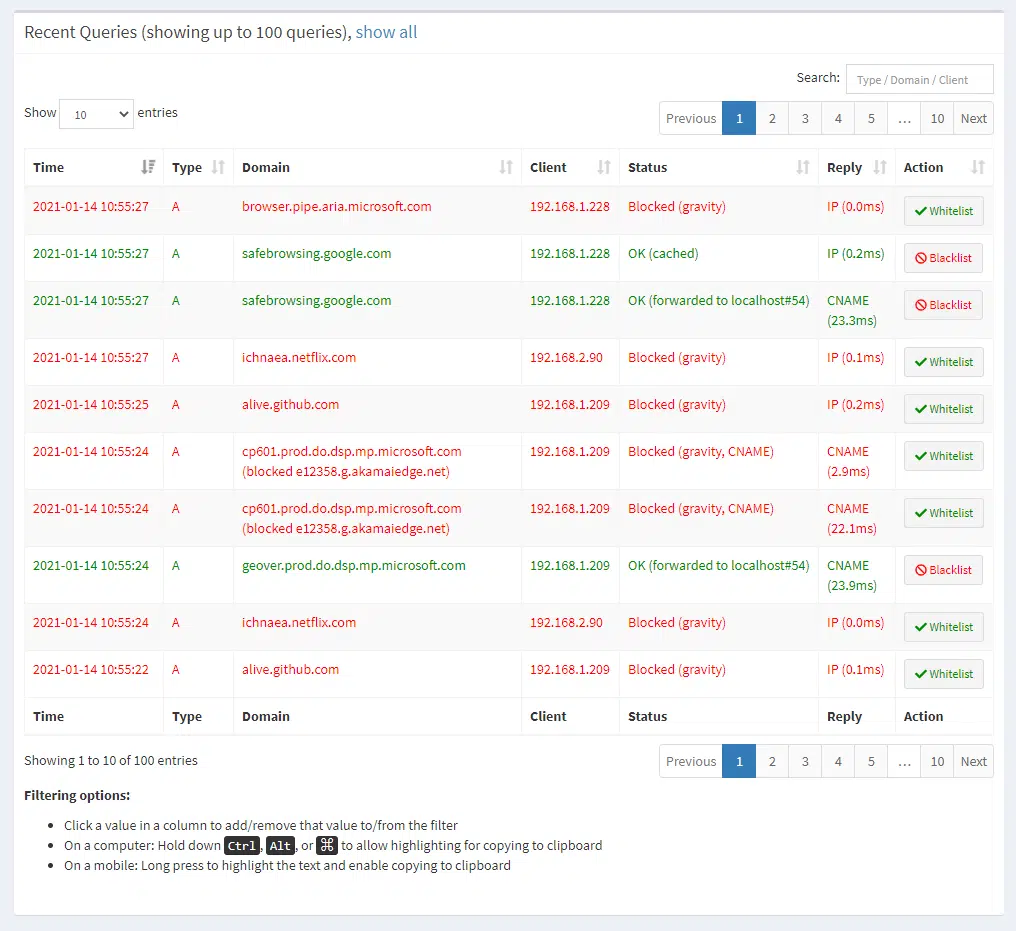 Recent Queries (showing up to 100 queries), show all
Search: Type / Domain / Client
Show 10 entries
Previous 1 2 3 4 5 ... 10 Next
Time Type Domain Client Status Reply Action
2021-01-14 10:55:27 A browser.pipe.aria.microsoft.com 192.168.1.228 Blocked (gravity) IP (0.0ms) Whitelist
2021-01-14 10:55:27 A safebrowsing.google.com 192.168.1.228 OK (cached) IP (0.2ms) Blacklist
2021-01-14 10:55:27 A safebrowsing.google.com 192.168.1.228 OK (forwarded to localhost#54) CNAME Blacklist
(23.3ms)
2021-01-14 10:55:27 A ichnaea.netflix.com 192.168.2.90 Blocked (gravity) IP (0.1ms) Whitelist
2021-01-14 10:55:25 A alive.github.com 192.168.1.209 Blocked (gravity) IP (0.2ms) Whitelist
2021-01-14 10:55:24 A cp601.prod.do.dsp.mp.microsoft.com 192.168.1.209 Blocked (gravity, CNAME) CNAME Whitelist
(blocked e12358.g.akamaiedge.net) (2.9ms)
2021-01-14 10:55:24 A cp601.prod.do.dsp.mp.microsoft.com 192.168.1.209 Blocked (gravity, CNAME) CNAME Whitelist
(blocked e12358.g.akamaiedge.net) (22.1ms)
2021-01-14 10:55:24 A geover.prod.do.dsp.mp.microsoft.com 192.168.1.209 OK (forwarded to localhost#54) CNAME Blacklist
(23.9ms)
2021-01-14 10:55:24 A ichnaea.netflix.com 192.168.2.90 Blocked (gravity) IP (0.0ms) Whitelist
2021-01-14 10:55:22 A alive.github.com 192.168.1.209 Blocked (gravity) IP (0.1ms) Whitelist
Time Type Domain Client Status Reply Action
Showing 1 to 10 of 100 entries
Previous 1 2 3 4 5 ... 10 Next
Filtering options:
• Click a value in a column to add/remove that value to/from the filter
• On a computer: Hold down Ctrl, Alt, or ⌘ to allow highlighting for copying to clipboard
• On a mobile: Long press to highlight the text and enable copying to clipboard